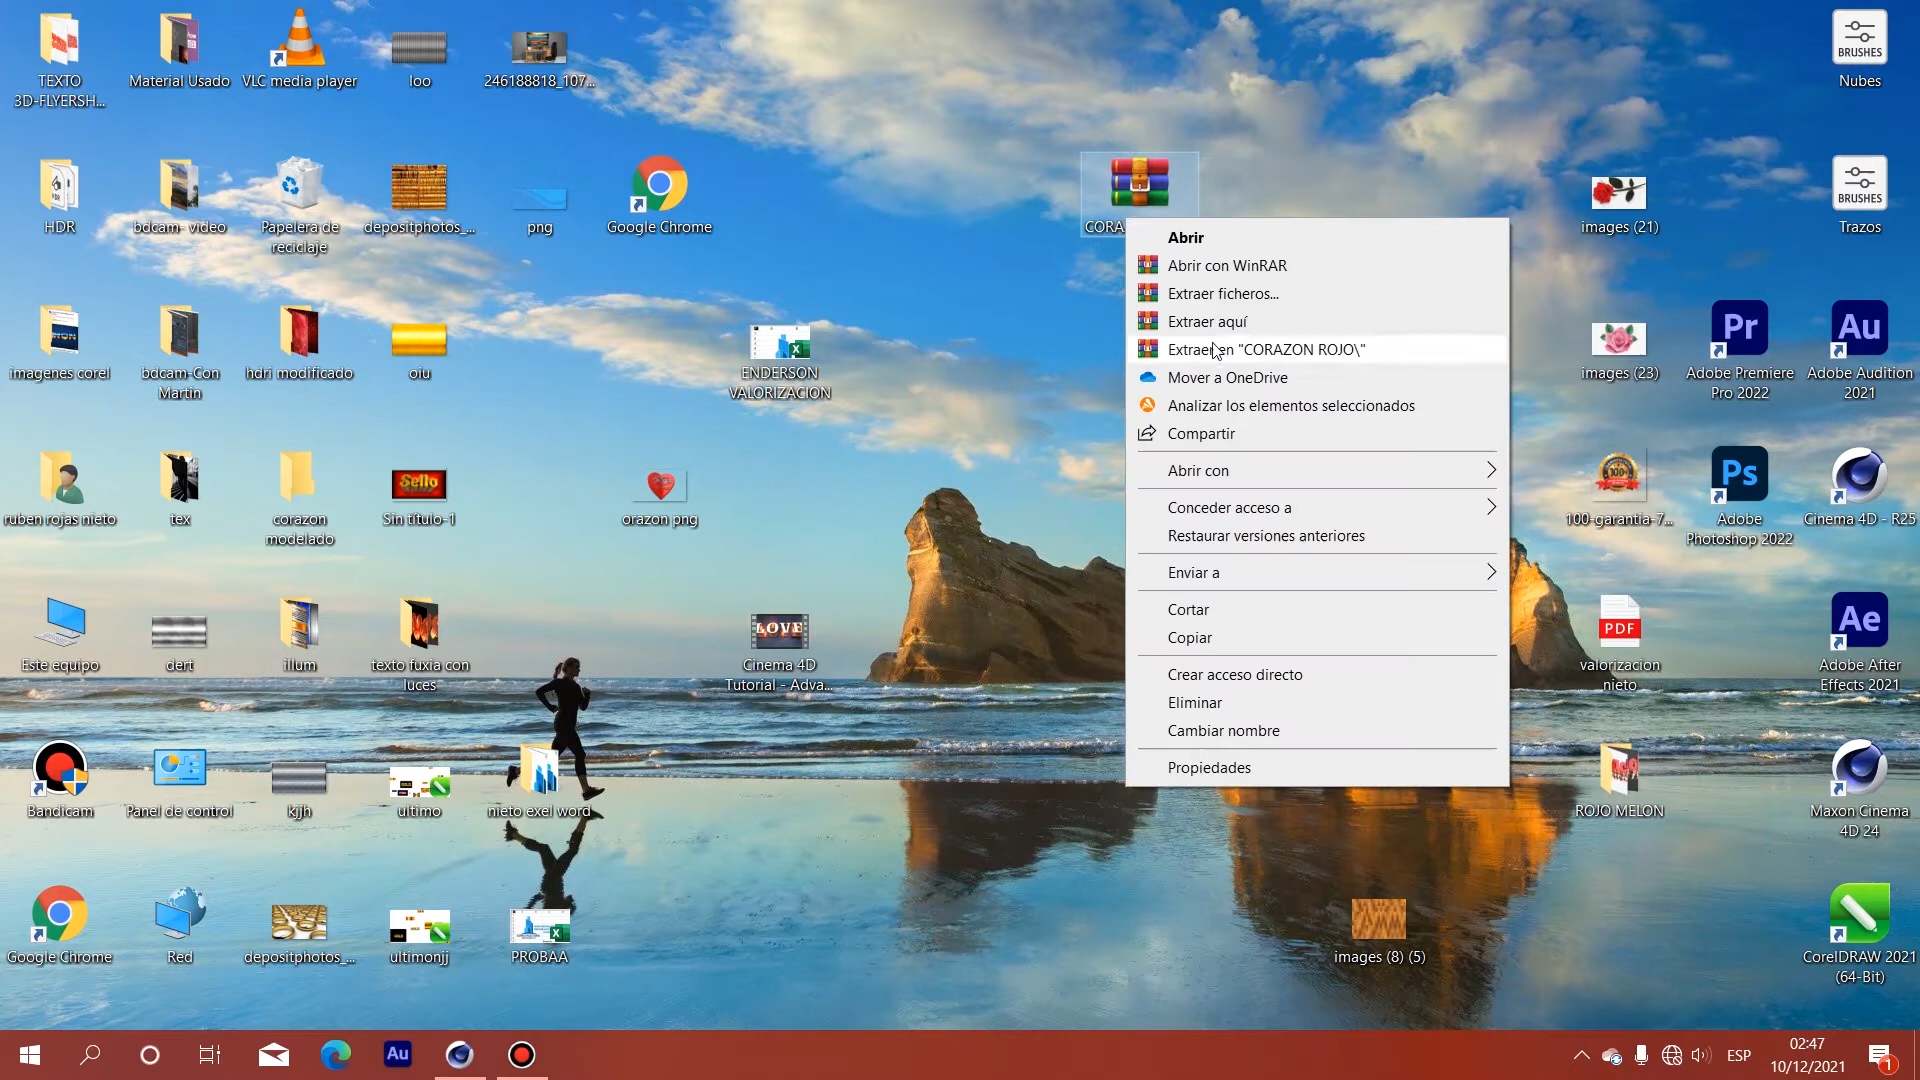 TEXTO
3D-FLYERSH...
Material Usado
VLC media player
loo
246188818_107...
BRUSHES
Nubes
HDR
bdcam- video
Papelera de
reciclaje
depositphotos_...
png
Google Chrome
CORA
images (21)
BRUSHES
Trazos
Abrir
Abrir con WinRAR
Extraer ficheros...
Extraer aquí
Extraer en "CORAZON ROJO\"
Mover a OneDrive
Analizar los elementos seleccionados
Compartir
Abrir con
Conceder acceso a
Restaurar versiones anteriores
Enviar a
Cortar
Copiar
Crear acceso directo
Eliminar
Cambiar nombre
Propiedades
imagenes corel
bdcam-Con
Martin
hdri modificado
oiu
ENDERSON
VALORIZACION
images (23)
Pr
Adobe Premiere
Pro 2022
Au
Adobe Audition
2021
ruben rojas nieto
tex
corazon
modelado
Sello
Sin título-1
orazon png
100
100-garantia-7...
Ps
Adobe
Photoshop 2022
Cinema 4D - R25
Este equipo
dert
illum
texto fuxia con
luces
LOVE
Cinema 4D
Tutorial - Adva...
PDF
valorizacion
nieto
Ae
Adobe After
Effects 2021
Bandicam
Panel de control
kjjh
ultimo
nieto exel word
ROJO MELON
Maxon Cinema
4D 24
Google Chrome
Red
depositphotos_...
ultimonjj
PROBAA
images (8) (5)
CorelDRAW 2021
(64-Bit)
Au
ESP
02:47
10/12/2021
1